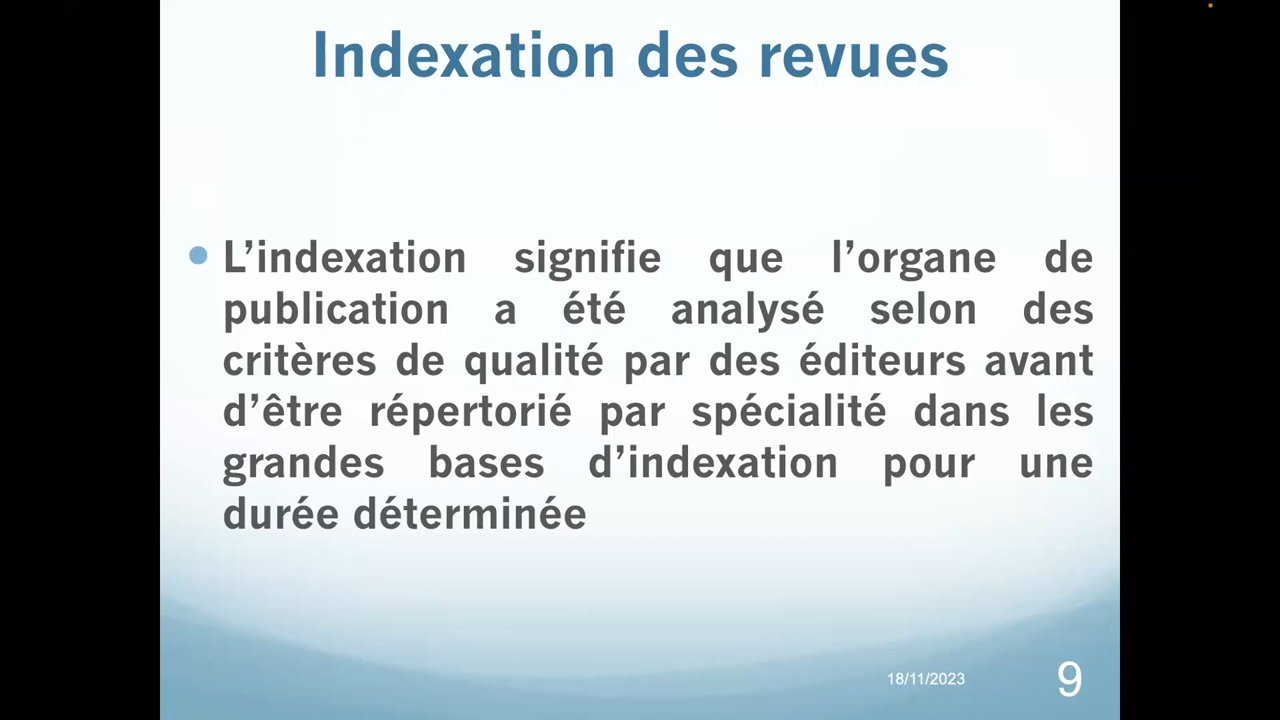 Indexation des revues
L’indexation signifie que l’organe de
publication a été analysé selon des
critères de qualité par des éditeurs avant
d’être répertorié par spécialité dans les
grandes bases d’indexation pour une
durée déterminée
18/11/2023
9